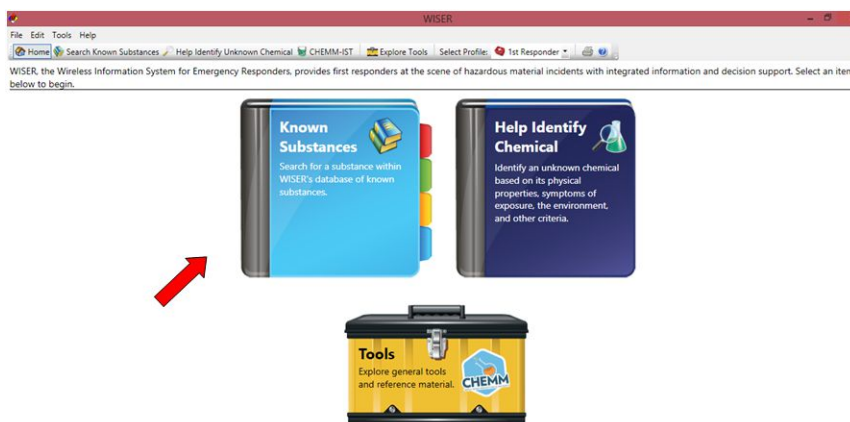 WISER
File Edit Tools Help
Home Search Known Substances Help Identify Unknown Chemical CHEMM-IST Explore Tools Select Profile: 1st Responder
WISER, the Wireless Information System for Emergency Responders, provides first responders at the scene of hazardous material incidents with integrated information and decision support. Select an item
below to begin.
Known
Substances
Search for a substance within
WISER's database of known
substances.
Help Identify
Chemical
Identify an unknown chemical
based on its physical
properties, symptoms of
exposure, the environment,
and other criteria.
Tools
Explore general tools
and reference material.
CHEMM